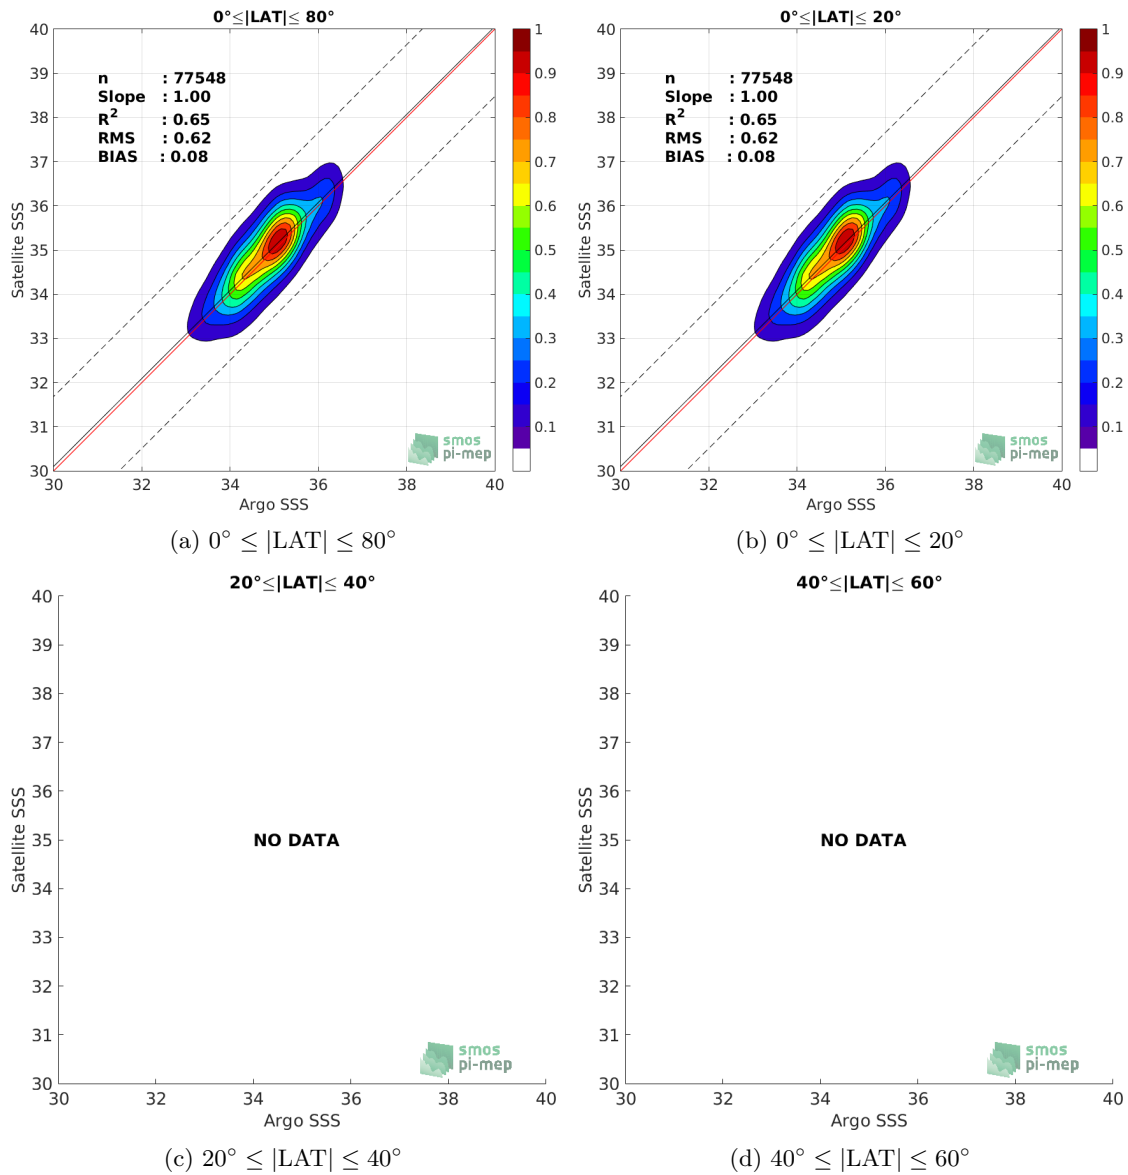 0°≤|LAT|≤ 80°
40
39
38
37
36
35
34
33
32
31
30
Satellite SSS
n : 77548
Slope : 1.00
R2 : 0.65
RMS : 0.62
BIAS : 0.08
1
0.9
0.8
0.7
0.6
0.5
0.4
0.3
0.2
0.1
smos
pi-mep
30 32 34 36 38 40
Argo SSS
(a) 0° ≤ |LAT| ≤ 80°
0°≤|LAT|≤ 20°
40
39
38
37
36
35
34
33
32
31
30
Satellite SSS
n : 77548
Slope : 1.00
R2 : 0.65
RMS : 0.62
BIAS : 0.08
1
0.9
0.8
0.7
0.6
0.5
0.4
0.3
0.2
0.1
smos
pi-mep
30 32 34 36 38 40
Argo SSS
(b) 0° ≤ |LAT| ≤ 20°
20°≤|LAT|≤ 40°
40
39
38
37
36
35
34
33
32
31
30
Satellite SSS
NO DATA
smos
pi-mep
30 32 34 36 38 40
Argo SSS
(c) 20° ≤ |LAT| ≤ 40°
40°≤|LAT|≤ 60°
40
39
38
37
36
35
34
33
32
31
30
Satellite SSS
NO DATA
smos
pi-mep
30 32 34 36 38 40
Argo SSS
(d) 40° ≤ |LAT| ≤ 60°